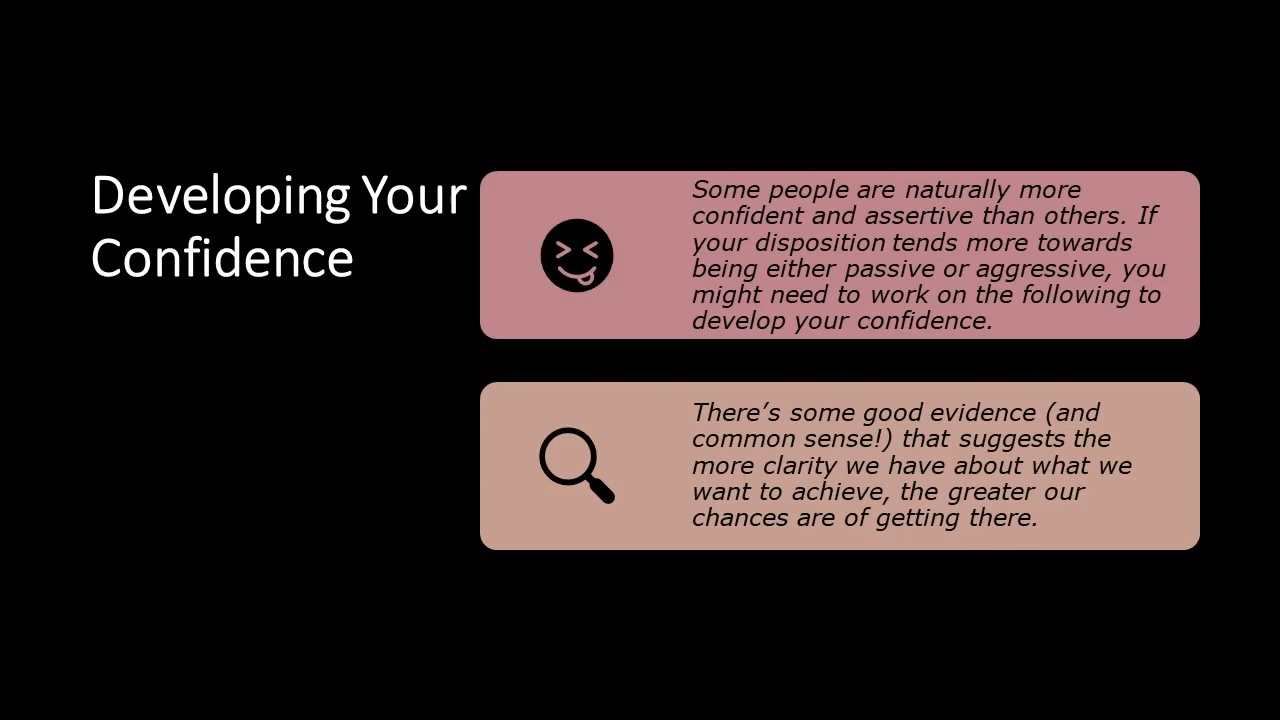 Developing Your
Confidence
Some people are naturally more
confident and assertive than others. If
your disposition tends more towards
being either passive or aggressive, you
might need to work on the following to
develop your confidence.
There’s some good evidence (and
common sense!) that suggests the
more clarity we have about what we
want to achieve, the greater our
chances are of getting there.